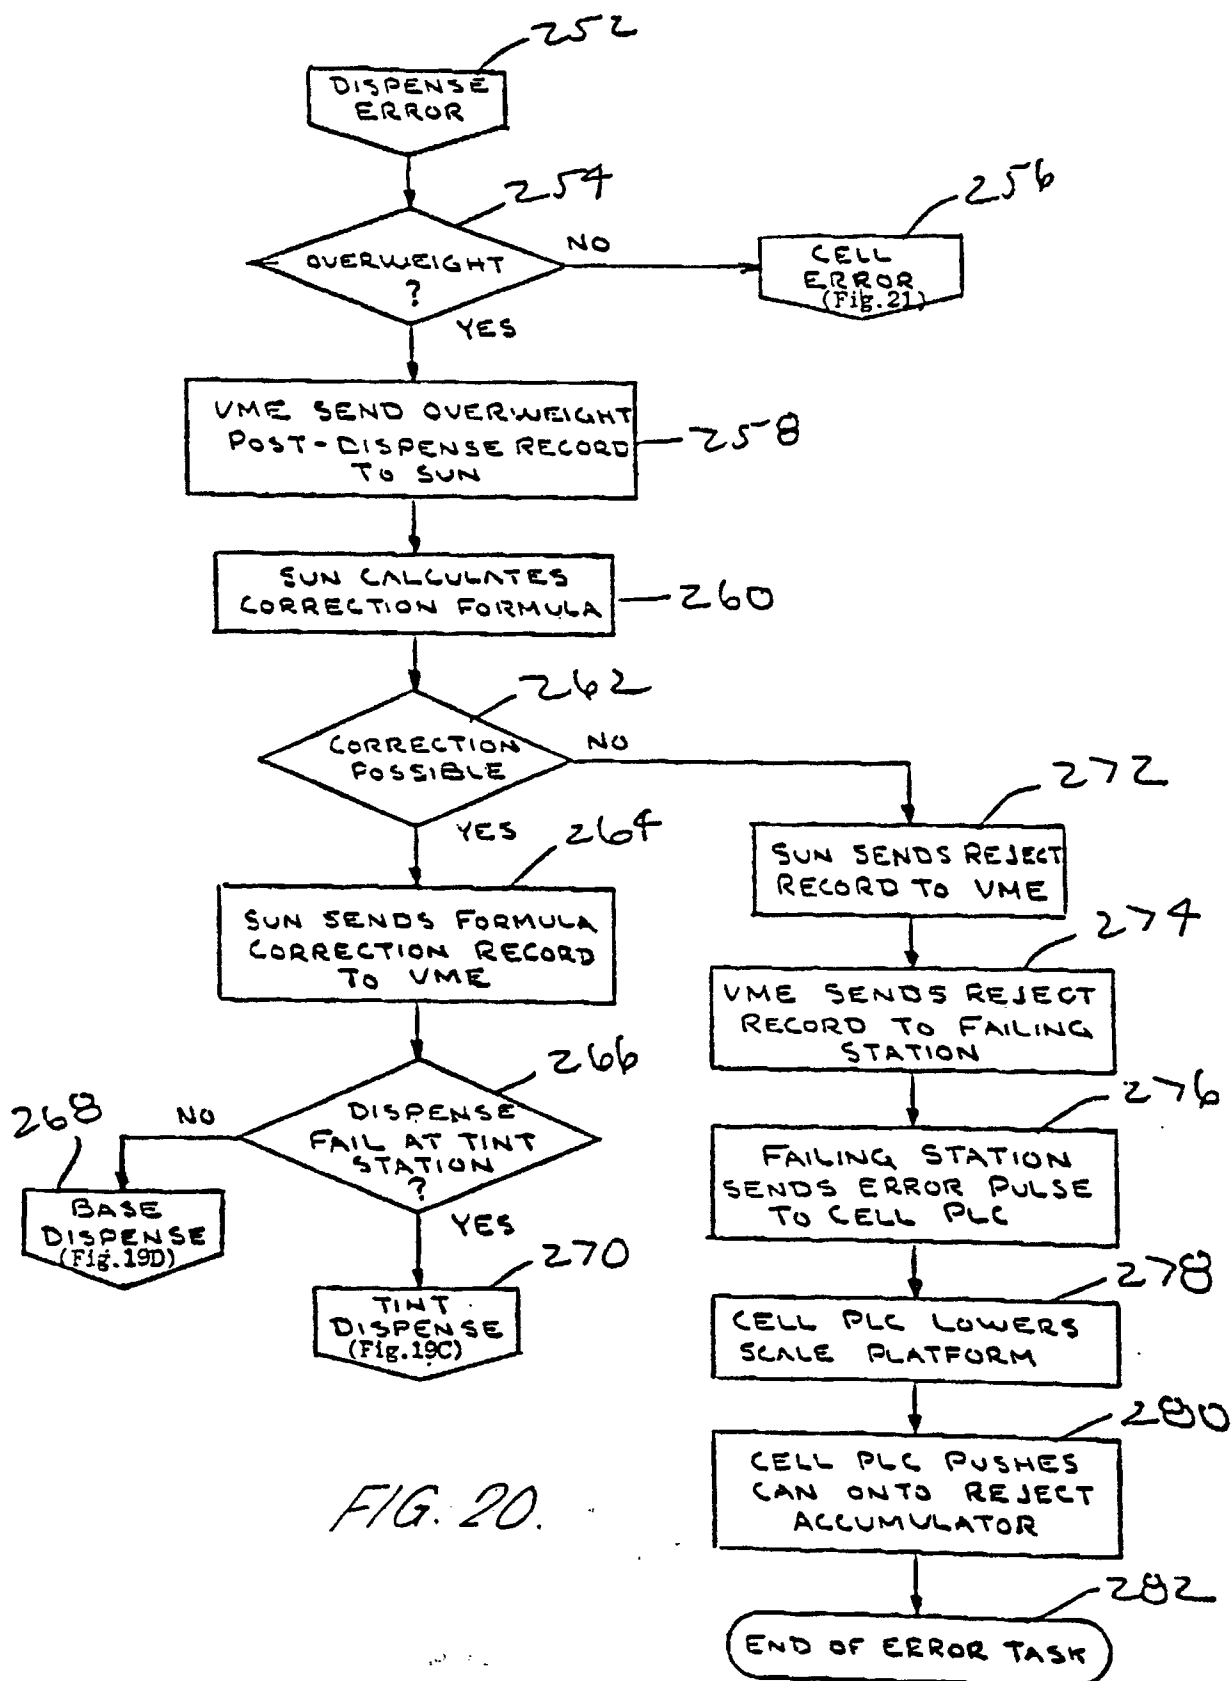 252
DISPENSE
ERROR
254
OVERWEIGHT
?
NO
YES
256
CELL
ERROR
(Fig.21)
VME SEND OVERWEIGHT
POST-DISPENSE RECORD
TO SUN
258
SUN CALCULATES
CORRECTION FORMULA
260
262
CORRECTION
POSSIBLE
NO
YES
264
SUN SENDS FORMULA
CORRECTION RECORD
TO VME
266
DISPENSE
FAIL AT TINT
STATION
?
NO
YES
268
BASE
DISPENSE
(Fig.19D)
270
TINT
DISPENSE
(Fig.19C)
272
SUN SENDS REJECT
RECORD TO VME
274
VME SENDS REJECT
RECORD TO FAILING
STATION
276
FAILING STATION
SENDS ERROR PULSE
TO CELL PLC
278
CELL PLC LOWERS
SCALE PLATFORM
280
CELL PLC PUSHES
CAN ONTO REJECT
ACCUMULATOR
282
END OF ERROR TASK
FIG. 20.